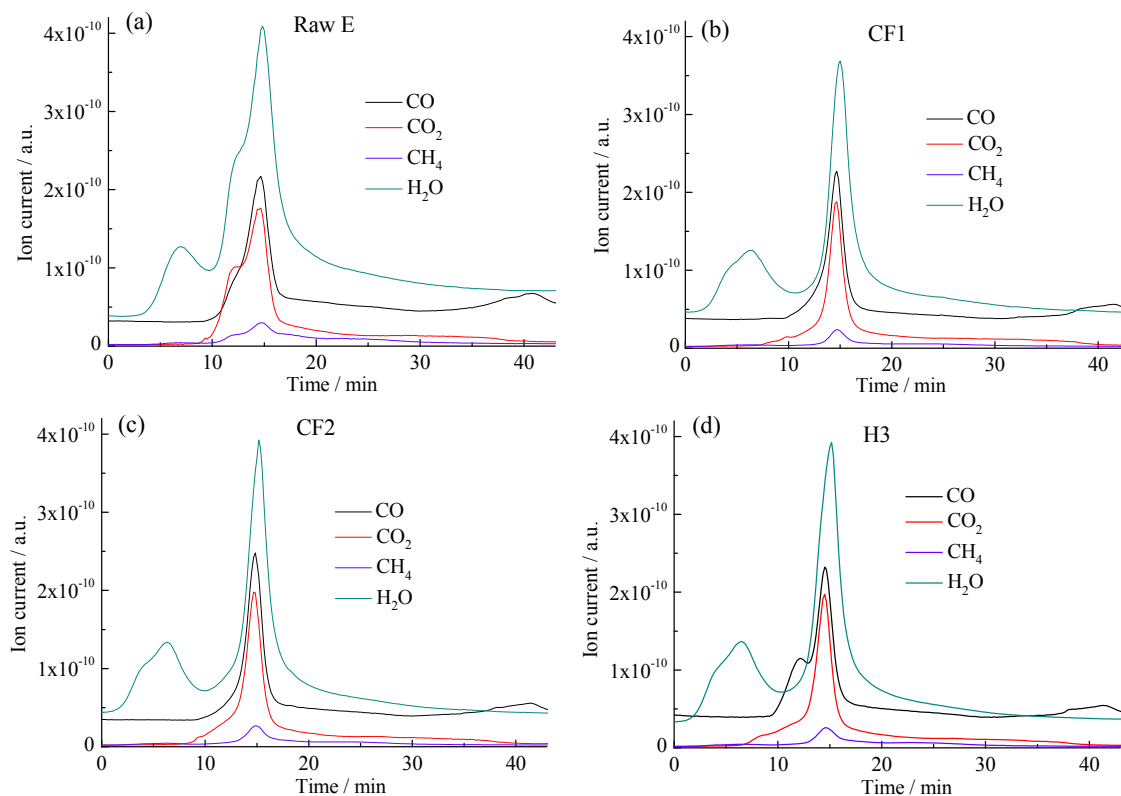 (a)
Raw E
4x10⁻¹⁰
3x10⁻¹⁰
2x10⁻¹⁰
1x10⁻¹⁰
0
Ion current / a.u.
CO
CO₂
CH₄
H₂O
0 10 20 30 40
Time / min
(b)
CF1
4x10⁻¹⁰
3x10⁻¹⁰
2x10⁻¹⁰
1x10⁻¹⁰
0
Ion current / a.u.
CO
CO₂
CH₄
H₂O
0 10 20 30 40
Time / min
(c)
CF2
4x10⁻¹⁰
3x10⁻¹⁰
2x10⁻¹⁰
1x10⁻¹⁰
0
Ion current / a.u.
CO
CO₂
CH₄
H₂O
0 10 20 30 40
Time / min
(d)
H3
4x10⁻¹⁰
3x10⁻¹⁰
2x10⁻¹⁰
1x10⁻¹⁰
0
Ion current / a.u.
CO
CO₂
CH₄
H₂O
0 10 20 30 40
Time / min